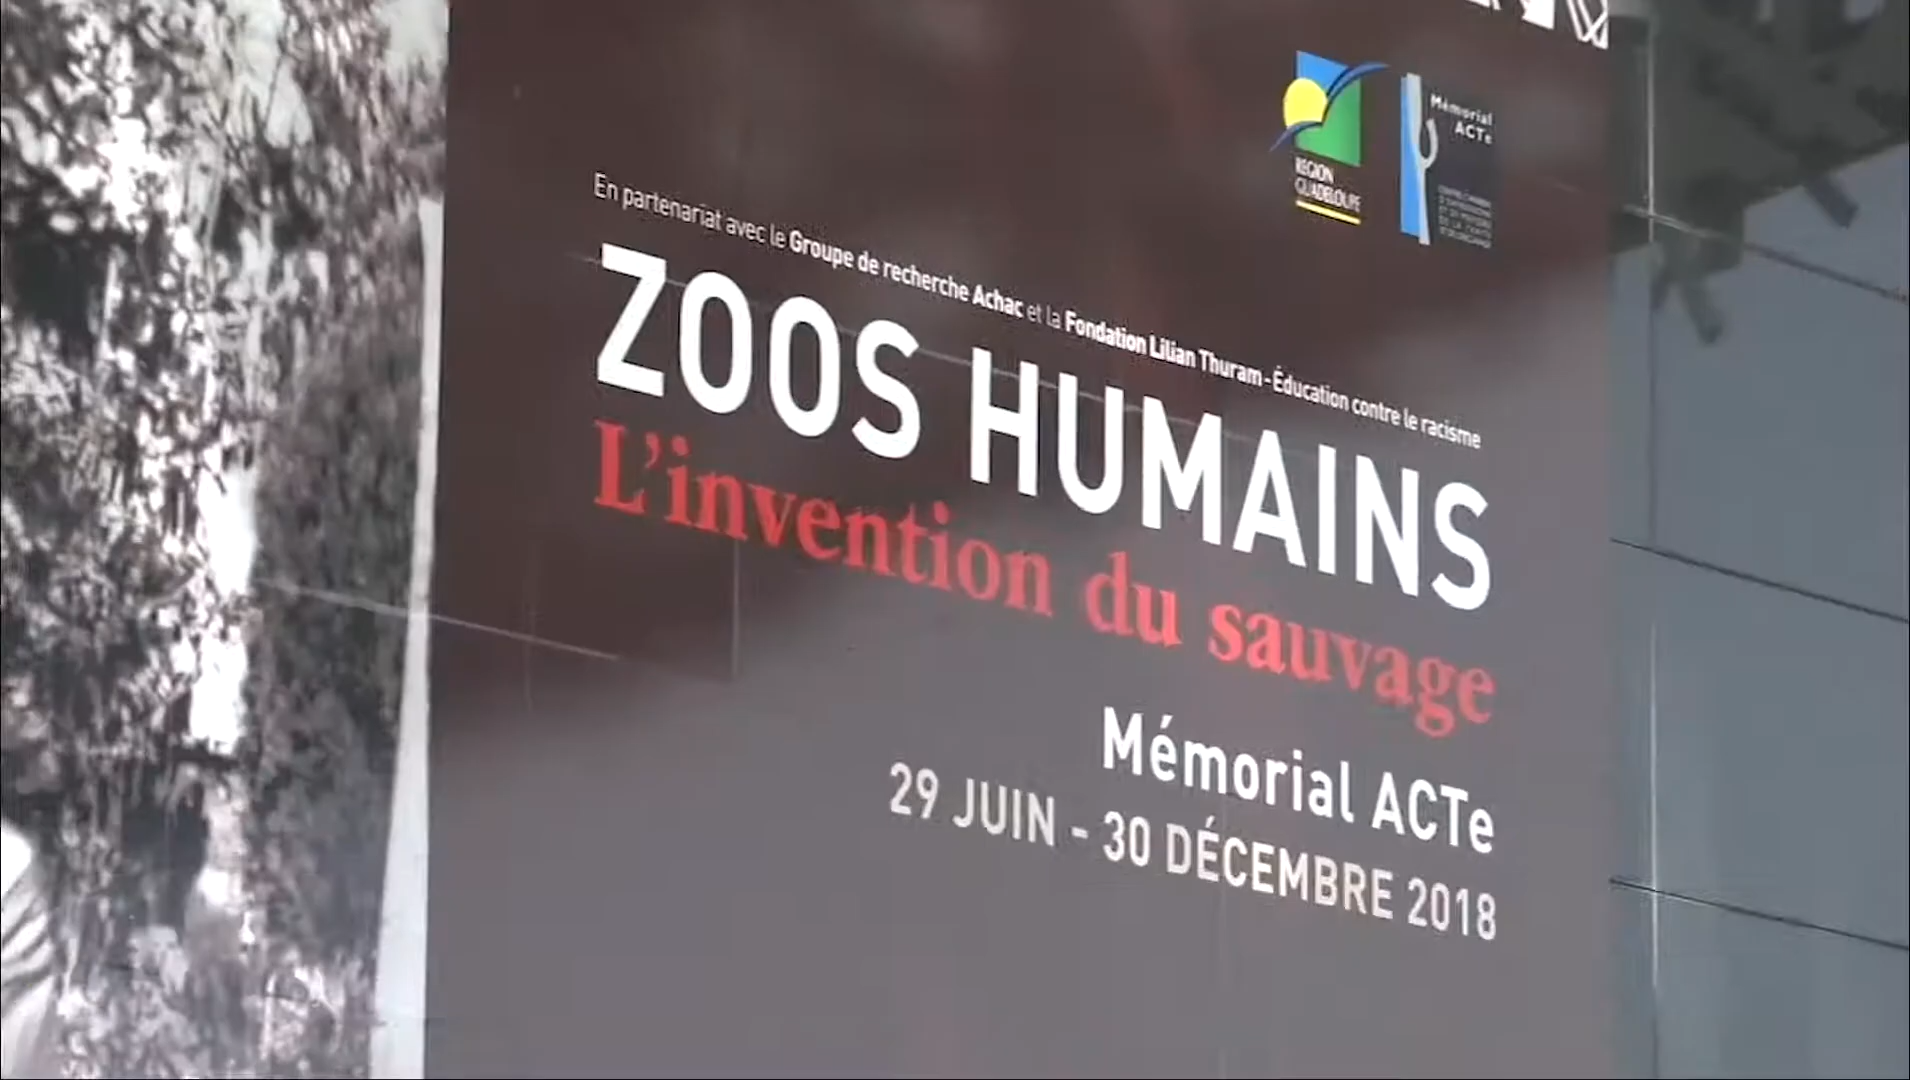 REGION
GUADELOUPE
Mémorial
ACTe
En partenariat avec le Groupe de recherche Achac et la Fondation Lilian Thuram-Éducation contre le racisme
ZOOS HUMAINS
L'invention du sauvage
Mémorial ACTe
29 JUIN - 30 DÉCEMBRE 2018